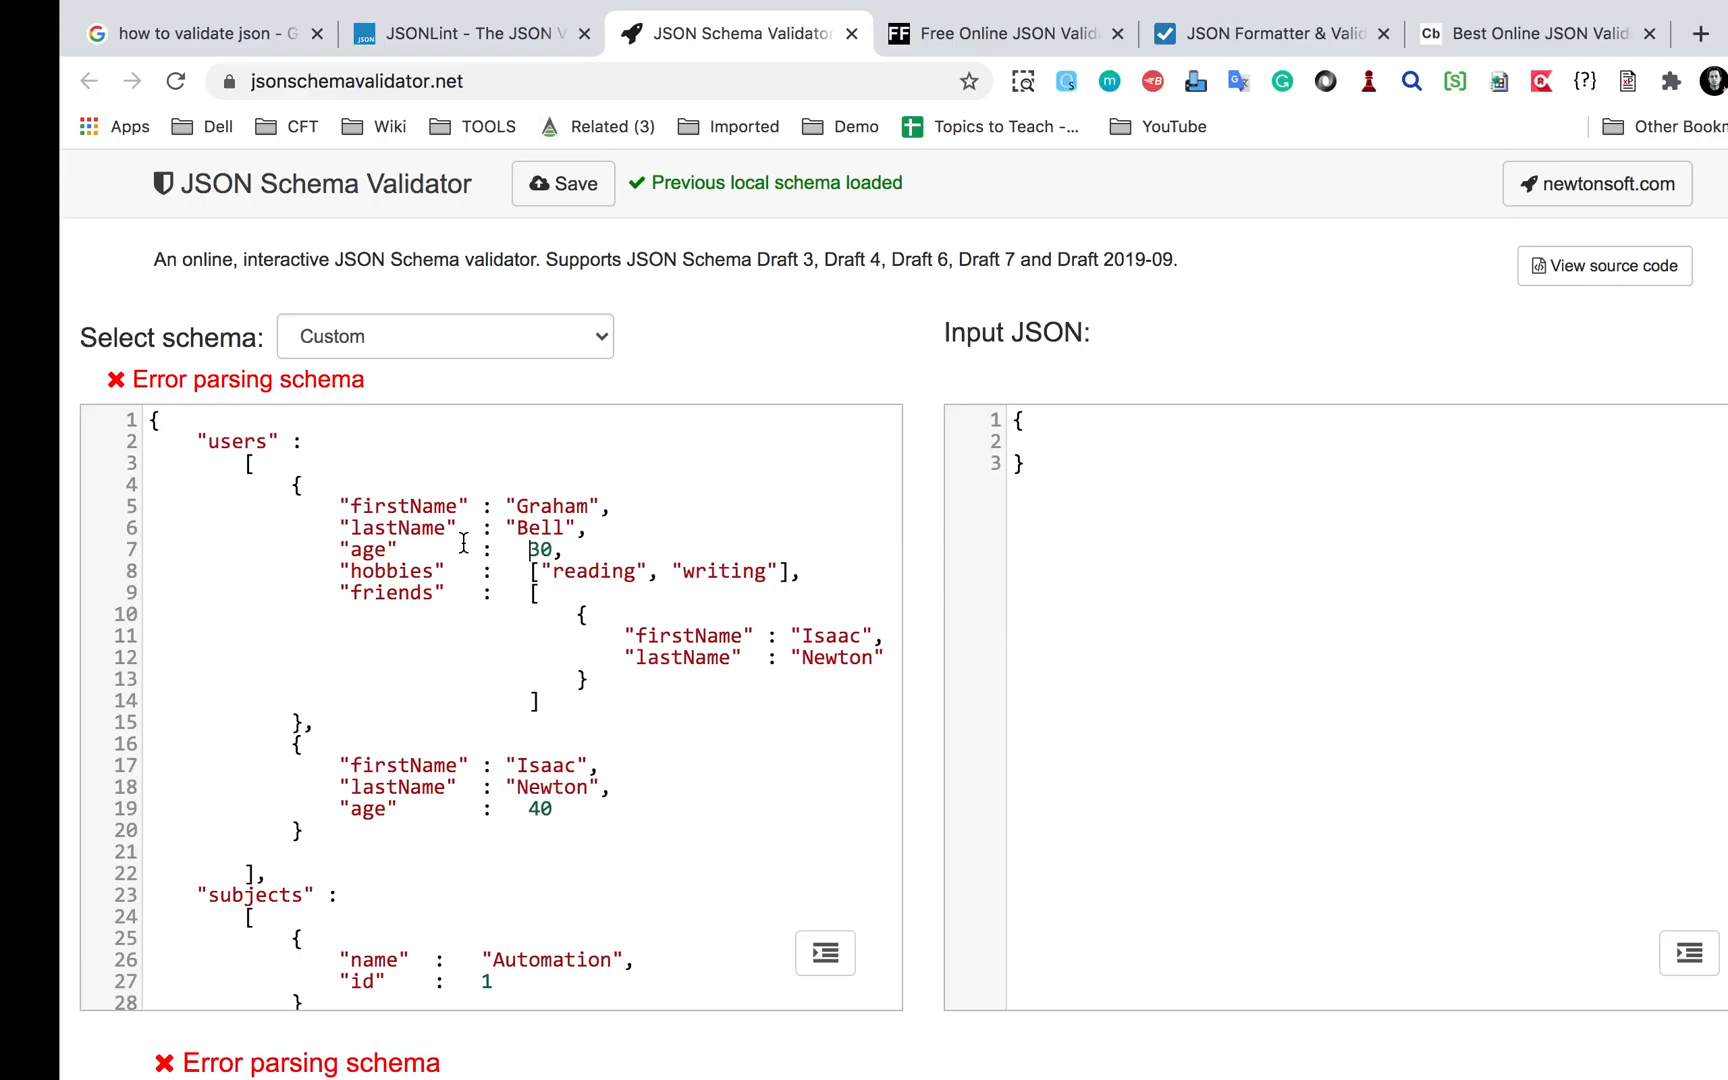 how to validate json - G
JSONLint - The JSON V
JSON Schema Validator
FF Free Online JSON Valid
JSON Formatter & Valid
Cb Best Online JSON Valid
jsonschemavalidator.net
Apps Dell CFT Wiki TOOLS Related (3) Imported Demo Topics to Teach -... YouTube Other Bookm
JSON Schema Validator Save Previous local schema loaded newtonsoft.com
An online, interactive JSON Schema validator. Supports JSON Schema Draft 3, Draft 4, Draft 6, Draft 7 and Draft 2019-09. View source code
Select schema: Custom
Error parsing schema
1 {
2 "users" :
3 [
4 {
5 "firstName" : "Graham",
6 "lastName" : "Bell",
7 "age" : 30,
8 "hobbies" : ["reading", "writing"],
9 "friends" : [
10 {
11 "firstName" : "Isaac",
12 "lastName" : "Newton"
13 }
14 ]
15 },
16 {
17 "firstName" : "Isaac",
18 "lastName" : "Newton",
19 "age" : 40
20 }
21
22 ],
23 "subjects" :
24 [
25 {
26 "name" : "Automation",
27 "id" : 1
28 }
Error parsing schema
Input JSON:
1 {
2
3 }